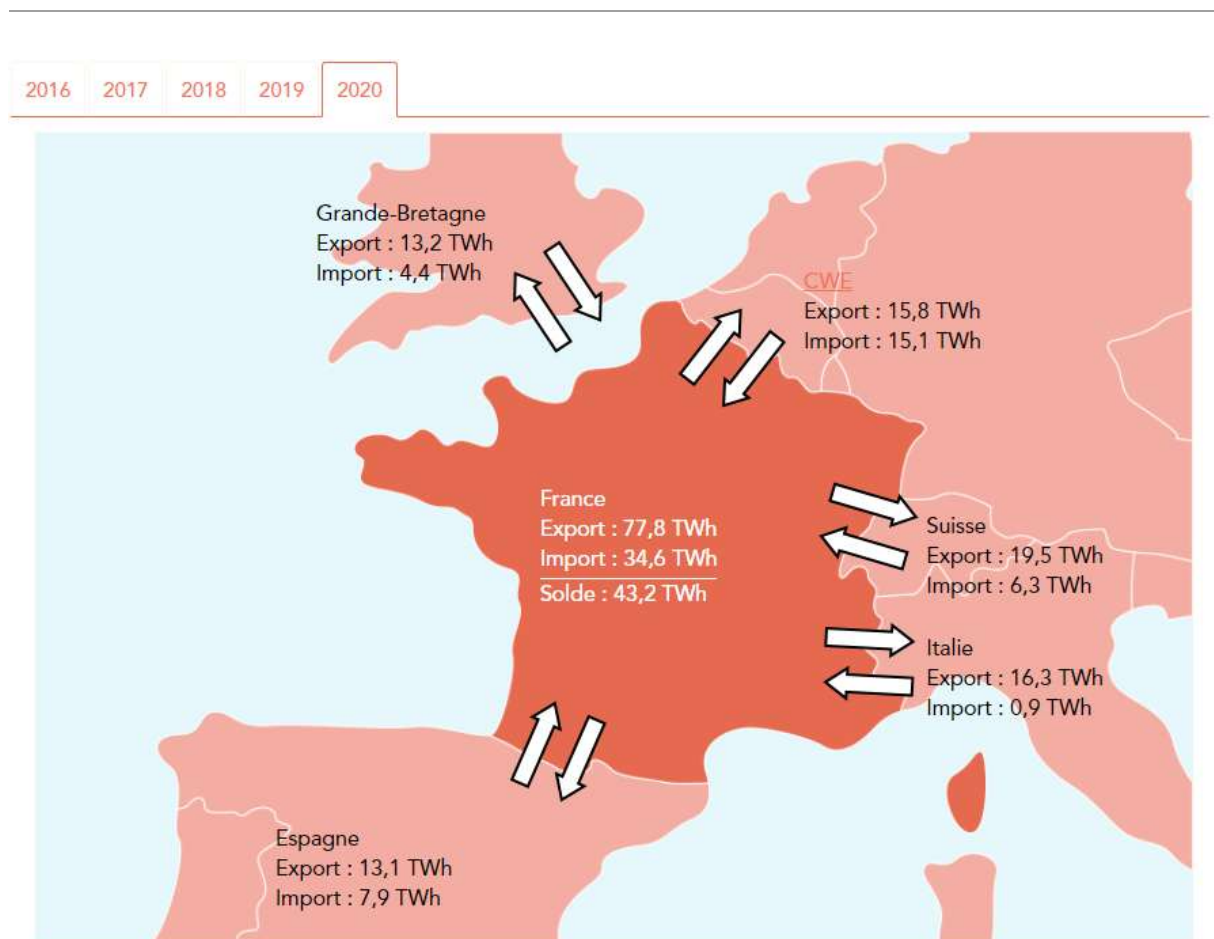 2016 2017 2018 2019 2020
Grande-Bretagne
Export : 13,2 TWh
Import : 4,4 TWh
CWE
Export : 15,8 TWh
Import : 15,1 TWh
France
Export : 77,8 TWh
Import : 34,6 TWh
Solde : 43,2 TWh
Suisse
Export : 19,5 TWh
Import : 6,3 TWh
Italie
Export : 16,3 TWh
Import : 0,9 TWh
Espagne
Export : 13,1 TWh
Import : 7,9 TWh